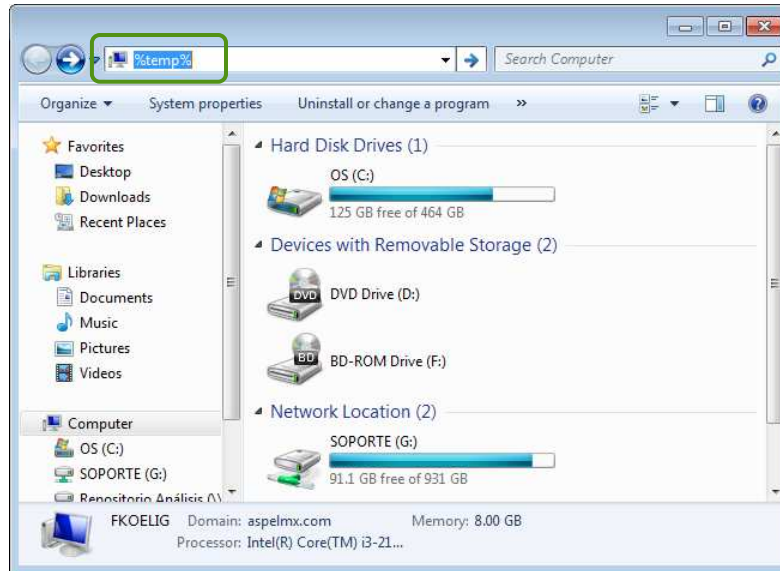 %temp%
Search Computer
Organize
System properties
Uninstall or change a program
»
Favorites
Desktop
Downloads
Recent Places
Libraries
Documents
Music
Pictures
Videos
Computer
OS (C:)
SOPORTE (G:)
Repositorio Análisis (\)
Hard Disk Drives (1)
OS (C:)
125 GB free of 464 GB
Devices with Removable Storage (2)
DVD
DVD Drive (D:)
BD
BD-ROM Drive (F:)
Network Location (2)
SOPORTE (G:)
91.1 GB free of 931 GB
FKOELIG Domain: aspelmx.com Memory: 8.00 GB
Processor: Intel(R) Core(TM) i3-21...